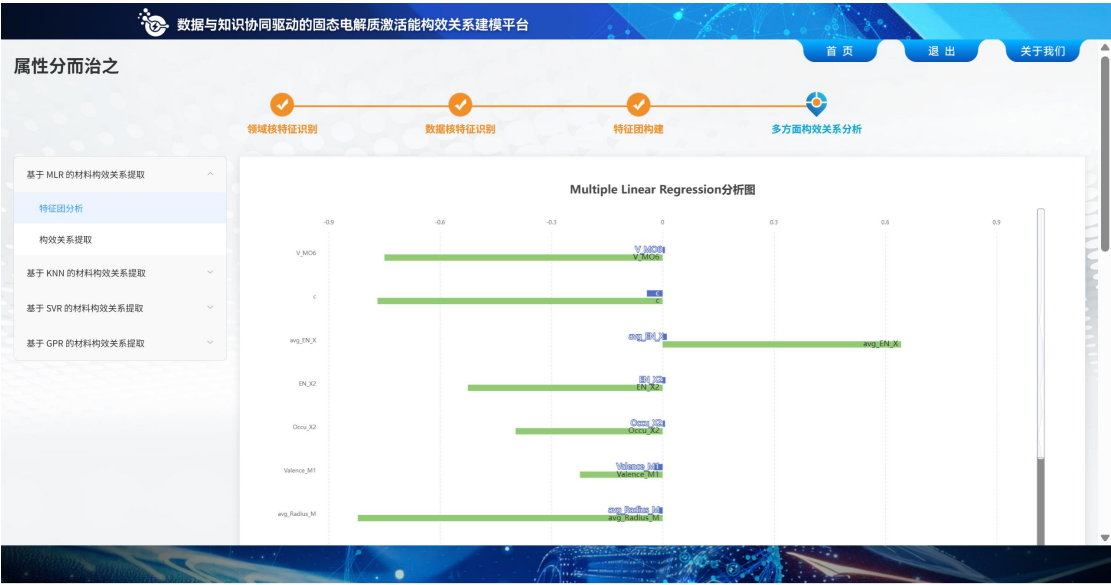 数据与知识协同驱动的固态电解质激活能构效关系建模平台
首 页
退 出
关于我们
属性分而治之
领域核特征识别
数据核特征识别
特征团构建
多方面构效关系分析
基于 MLR 的材料构效关系提取
特征团分析
构效关系提取
基于 KNN 的材料构效关系提取
基于 SVR 的材料构效关系提取
基于 GPR 的材料构效关系提取
Multiple Linear Regression分析图
-0.9 -0.6 -0.3 0 0.3 0.6 0.9
V_MO6
V_MO6
V_MO6
c
c
c
avg_EN_X
avg_EN_X
avg_EN_X
EN_X2
EN_X2
EN_X2
Occu_X2
Occu_X2
Occu_X2
Valence_M1
Valence_M1
Valence_M1
avg_Radius_M
avg_Radius_M
avg_Radius_M